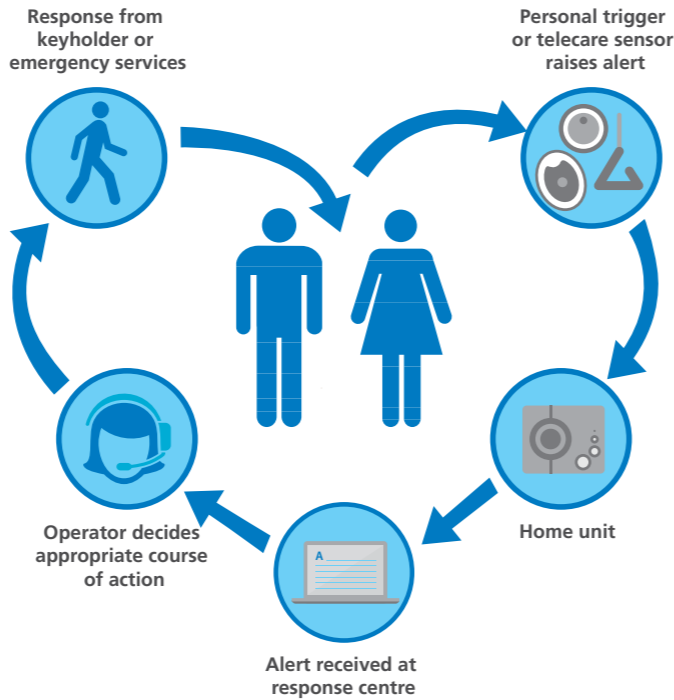 Response from
keyholder or
emergency services
Personal trigger
or telecare sensor
raises alert
Home unit
A
Alert received at
response centre
Operator decides
appropriate course
of action